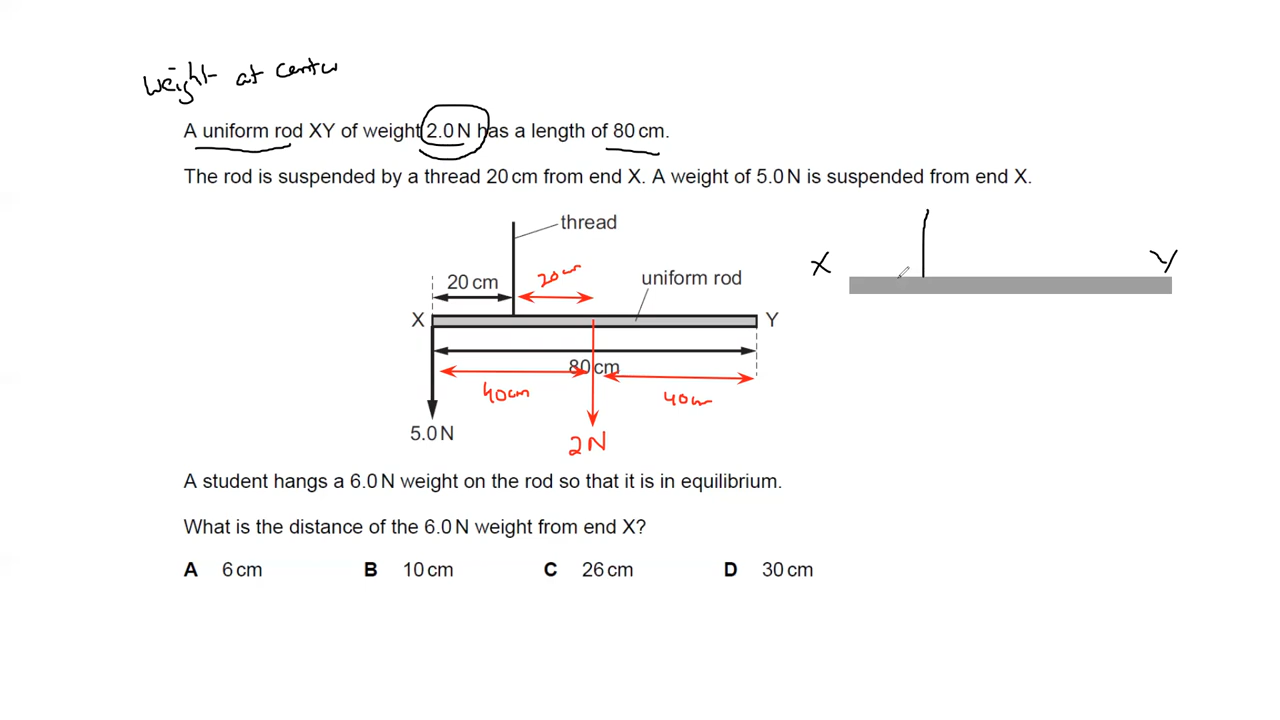 weight at center
A uniform rod XY of weight 2.0 N has a length of 80 cm.
The rod is suspended by a thread 20 cm from end X. A weight of 5.0 N is suspended from end X.
thread
20 cm
20cm
uniform rod
X
Y
X
Y
80 cm
40cm
40cm
5.0 N
2N
A student hangs a 6.0 N weight on the rod so that it is in equilibrium.
What is the distance of the 6.0 N weight from end X?
A 6 cm B 10 cm C 26 cm D 30 cm